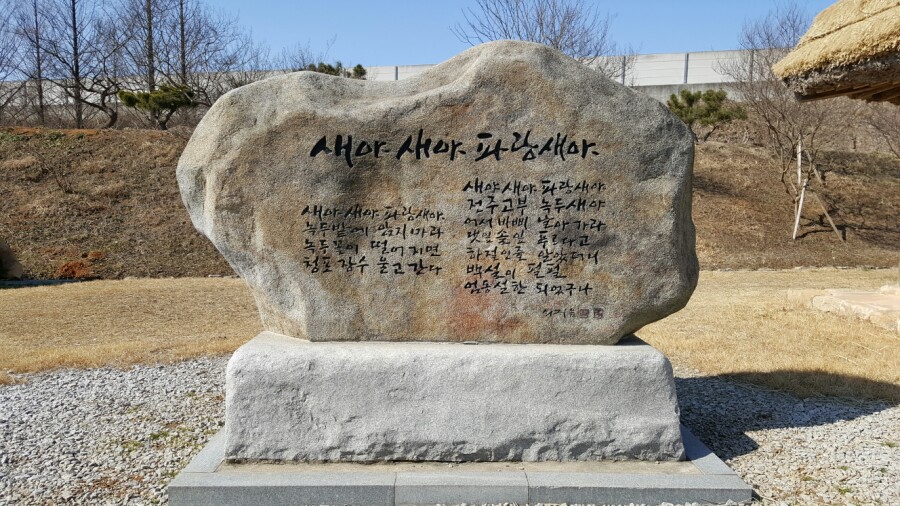 새야 새야 파랑새야
새야 새야 파랑새야
녹두밭에 앉지 마라
녹두꽃이 떨어지면
청포 장수 울고 간다
새야 새야 파랑새야
전주고부 녹두새야
어서 바삐 날아가라
댓잎 솔잎 푸르다고
하절인줄 알았더니
백설이 펄펄
엄동설한 되었구나